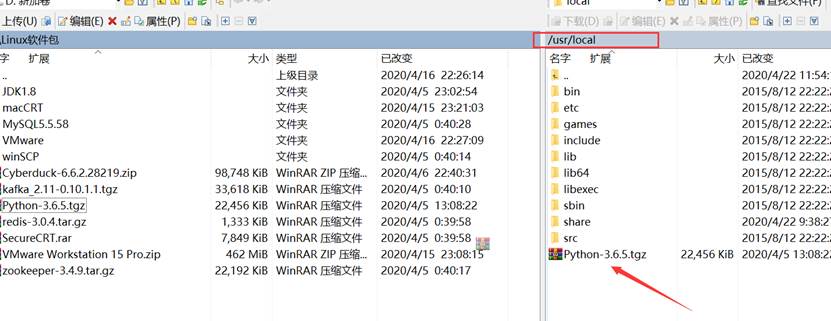 D: 新加卷
local
查找文件(F)
上传(U) 编辑(E) 属性(P)
下载(D) 编辑(E) 属性(P)
\Linux软件包
/usr/local
字 扩展 大小 类型 已改变
.. 上级目录 2020/4/16 22:26:14
JDK1.8 文件夹 2020/4/5 23:02:54
macCRT 文件夹 2020/4/15 23:21:03
MySQL5.5.58 文件夹 2020/4/5 0:40:28
VMware 文件夹 2020/4/16 22:27:09
winSCP 文件夹 2020/4/5 0:40:14
Cyberduck-6.6.2.28219.zip 98,748 KiB WinRAR ZIP 压缩... 2020/4/6 22:40:31
kafka_2.11-0.10.1.1.tgz 33,618 KiB WinRAR 压缩文件 2020/4/5 0:40:10
Python-3.6.5.tgz 22,456 KiB WinRAR 压缩文件 2020/4/5 13:08:22
redis-3.0.4.tar.gz 1,333 KiB WinRAR 压缩文件 2020/4/5 0:39:58
SecureCRT.rar 7,849 KiB WinRAR 压缩文件 2020/4/5 0:39:58
VMware Workstation 15 Pro.zip 462 MiB WinRAR ZIP 压缩... 2020/4/15 23:08:15
zookeeper-3.4.9.tar.gz 22,192 KiB WinRAR 压缩文件 2020/4/5 0:40:17
名字 扩展 大小 已改变
.. 2020/4/22 11:54:
bin 2015/8/12 22:22:
etc 2015/8/12 22:22:
games 2015/8/12 22:22:
include 2015/8/12 22:22:
lib 2015/8/12 22:22:
lib64 2015/8/12 22:22:
libexec 2015/8/12 22:22:
sbin 2015/8/12 22:22:
share 2020/4/22 9:38:2
src 2015/8/12 22:22:
Python-3.6.5.tgz 22,456 KiB 2020/4/5 13:08:2